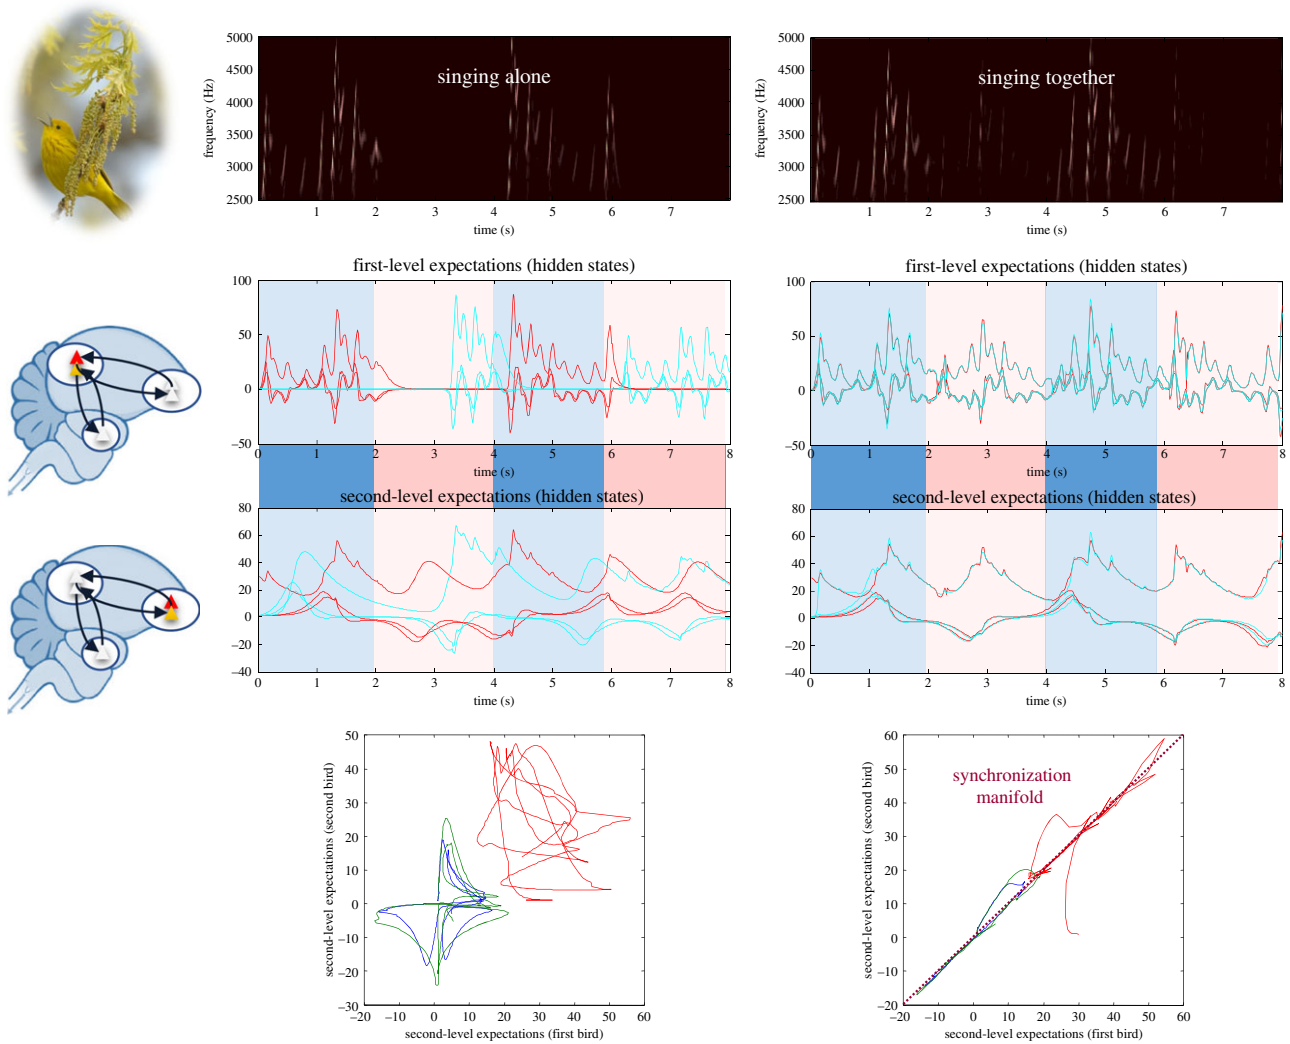 singing alone
frequency (Hz)
5000
4500
4000
3500
3000
2500
1 2 3 4 5 6 7
time (s)
singing together
frequency (Hz)
5000
4500
4000
3500
3000
2500
1 2 3 4 5 6 7
time (s)
first-level expectations (hidden states)
100
50
0
–50
0 1 2 3 4 5 6 7 8
time (s)
first-level expectations (hidden states)
100
50
0
–50
0 1 2 3 4 5 6 7 8
time (s)
second-level expectations (hidden states)
80
60
40
20
0
–20
–40
0 1 2 3 4 5 6 7 8
time (s)
second-level expectations (hidden states)
80
60
40
20
0
–20
–40
0 1 2 3 4 5 6 7 8
time (s)
second-level expectations (second bird)
50
40
30
20
10
0
–10
–20
–30
–20 –10 0 10 20 30 40 50 60
second-level expectations (first bird)
synchronization
manifold
second-level expectations (second bird)
60
50
40
30
20
10
0
–10
–20
–20 –10 0 10 20 30 40 50 60
second-level expectations (first bird)